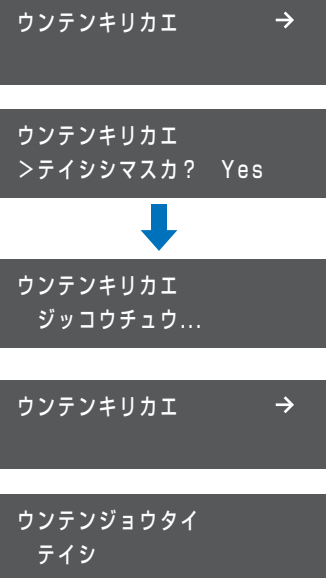 ウンテンキリカエ →
ウンテンキリカエ
＞テイシシマスカ？ Yes
ウンテンキリカエ
ジッコウチュウ...
ウンテンキリカエ →
ウンテンジョウタイ
テイシ